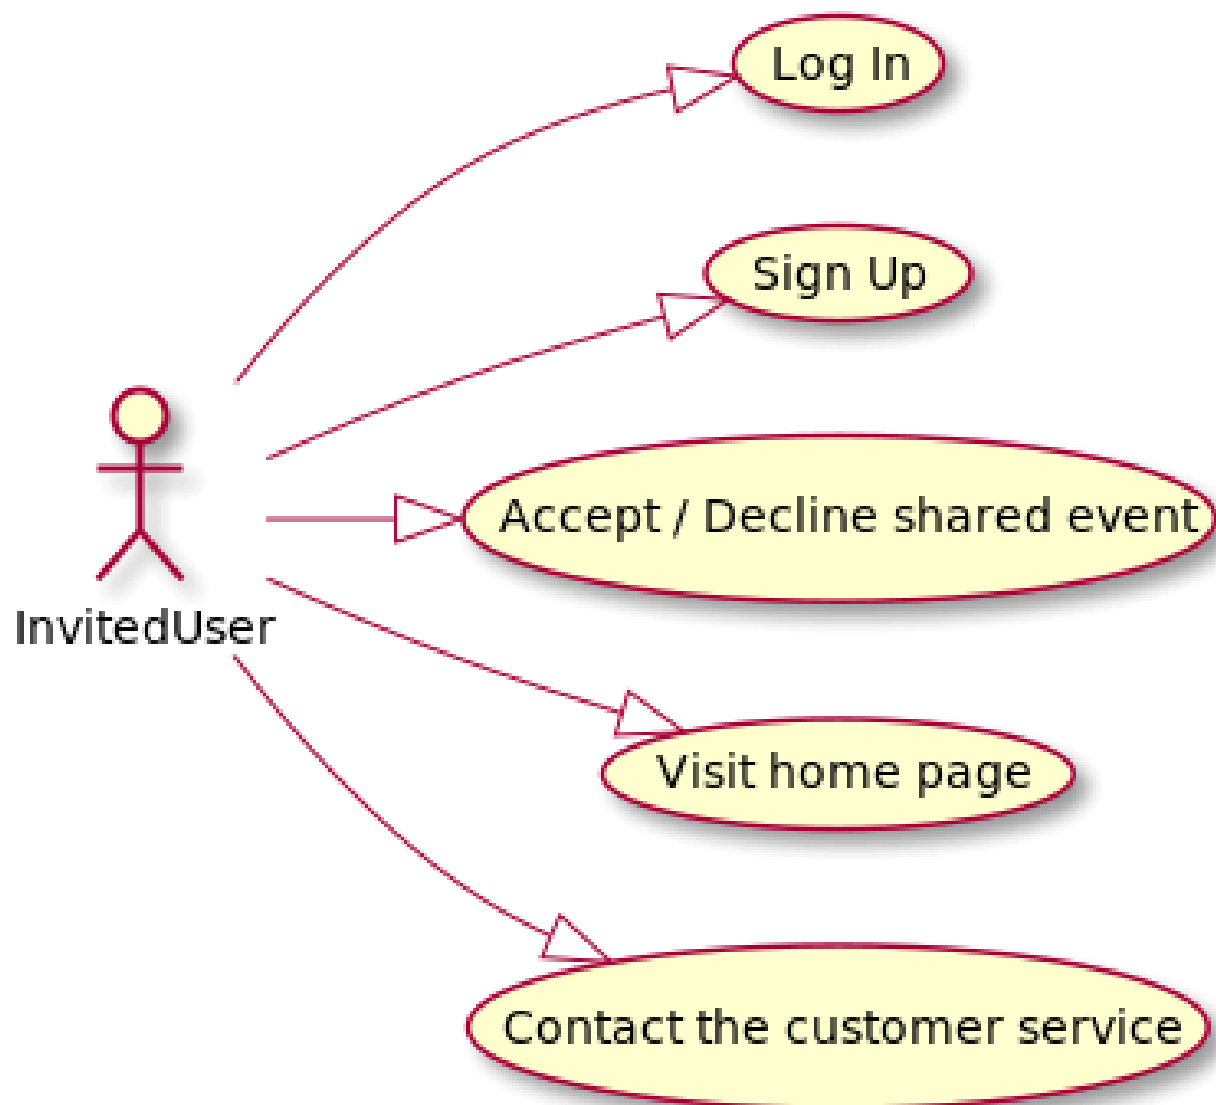 Log In
Sign Up
Accept / Decline shared event
InvitedUser
Visit home page
Contact the customer service